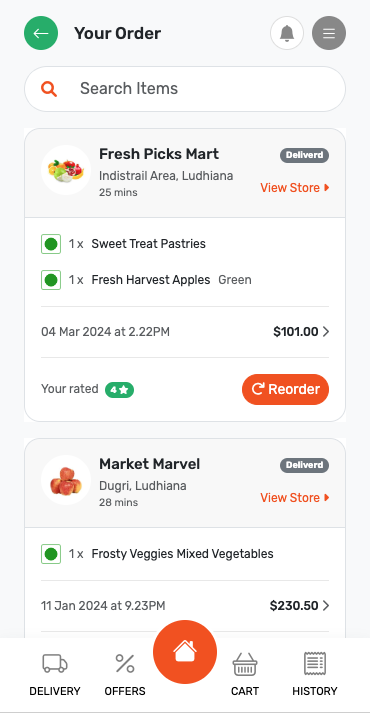 Your Order
Search Items
Fresh Picks Mart
Deliverd
Indistrail Area, Ludhiana
View Store
25 mins
1 x Sweet Treat Pastries
1 x Fresh Harvest Apples Green
04 Mar 2024 at 2.22PM $101.00
Your rated 4 Reorder
Market Marvel
Deliverd
Dugri, Ludhiana
View Store
28 mins
1 x Frosty Veggies Mixed Vegetables
11 Jan 2024 at 9.23PM $230.50
DELIVERY OFFERS CART HISTORY